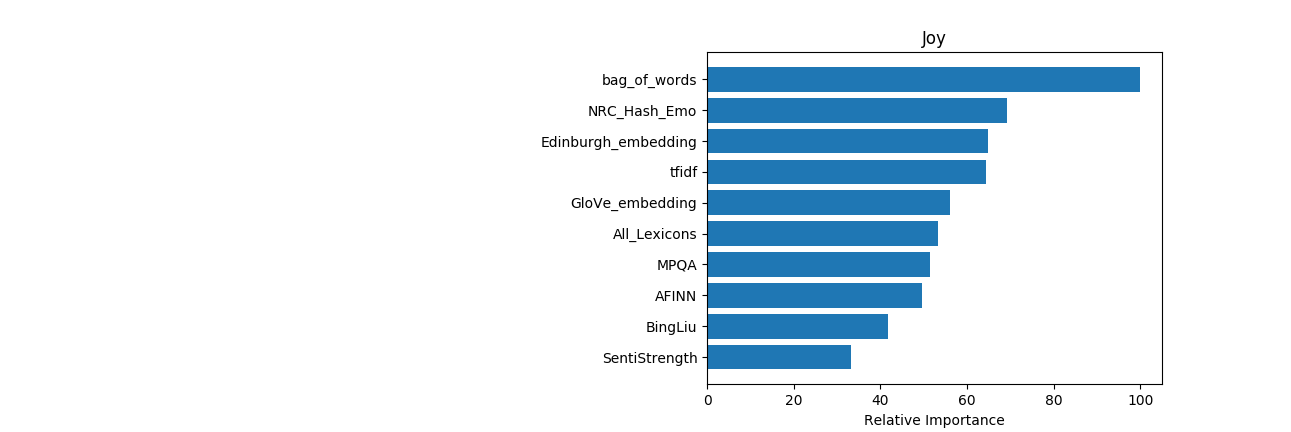 Joy
bag_of_words
NRC_Hash_Emo
Edinburgh_embedding
tfidf
GloVe_embedding
All_Lexicons
MPQA
AFINN
BingLiu
SentiStrength
0 20 40 60 80 100
Relative Importance